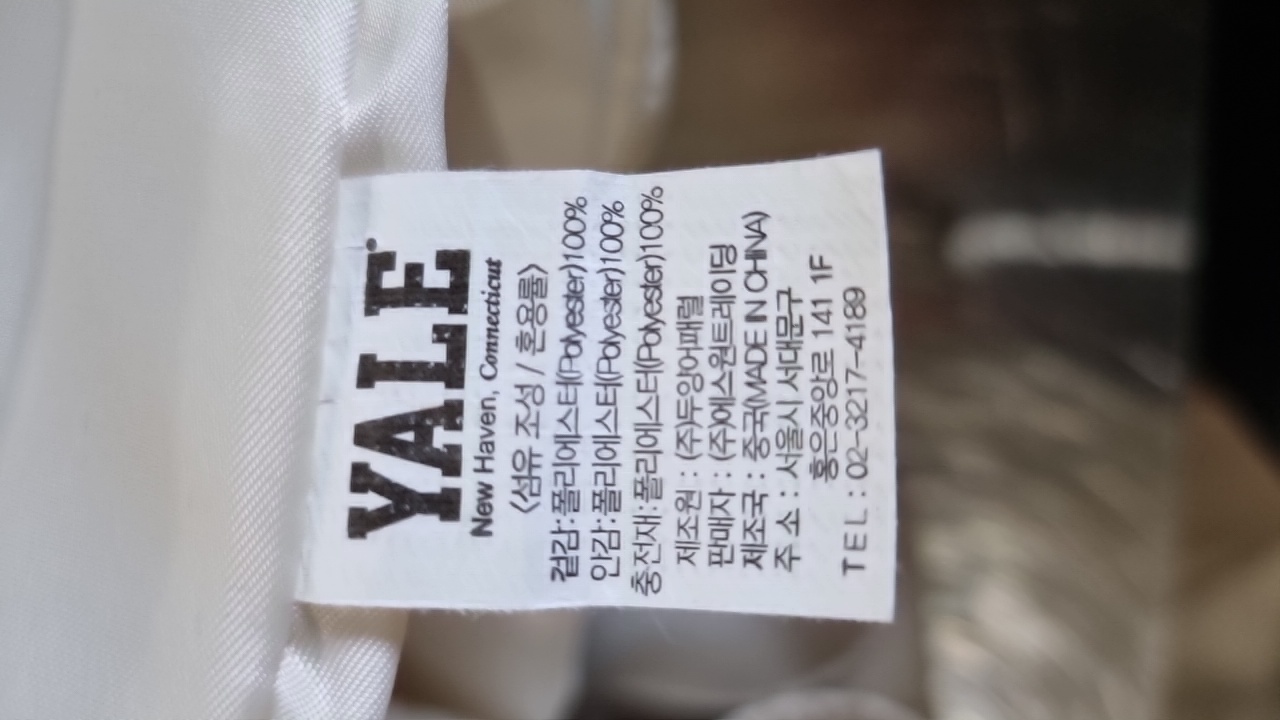 YALE
New Haven, Connecticut
〈섬유 조성 / 혼용률〉
겉감:폴리에스터(Polyester)100%
안감:폴리에스터(Polyester)100%
충전재:폴리에스터(Polyester)100%
제조원 : (주)두양어패럴
판매자 : (주)에스원트레이딩
제조국 : 중국(MADE IN CHINA)
주 소 : 서울시 서대문구
홍은중앙로 141 1F
TEL : 02-3217-4189